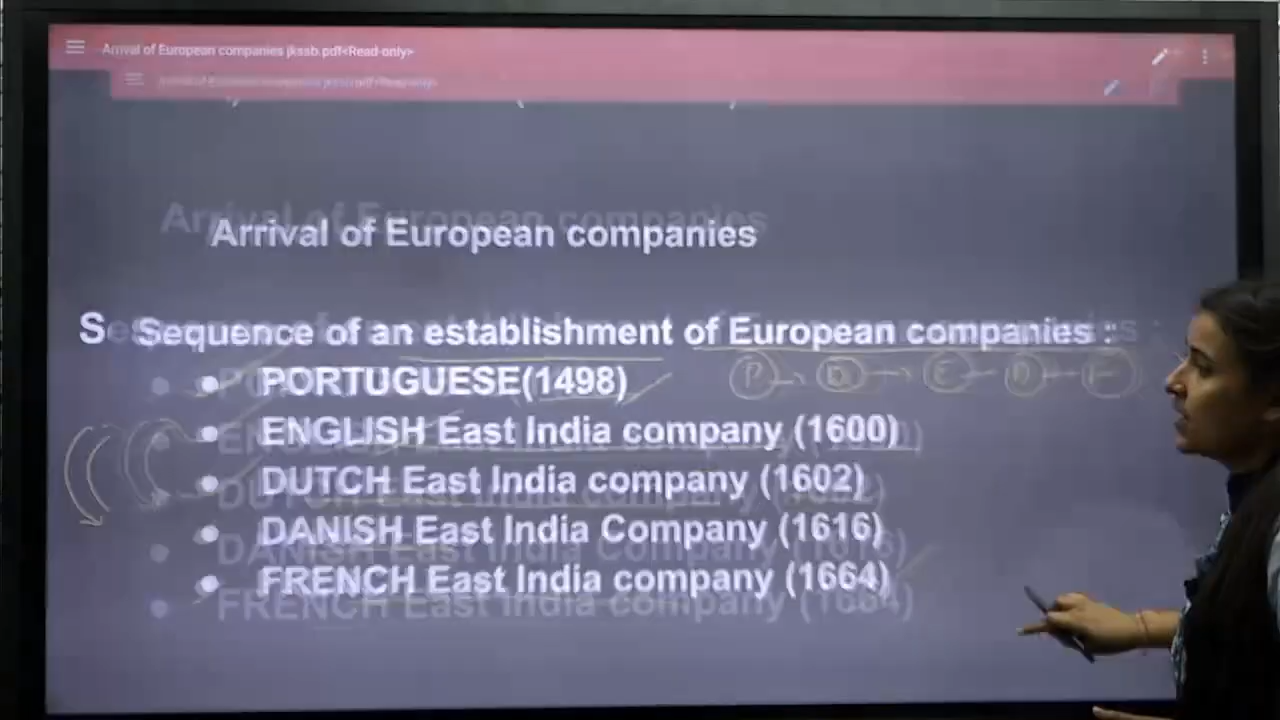 Arrival of European companies jkssb.pdf<Read-only>
Arrival of European companies
Sequence of an establishment of European companies :
PORTUGUESE(1498)
P D E D F
ENGLISH East India company (1600)
DUTCH East India company (1602)
DANISH East India Company (1616)
FRENCH East India company (1664)